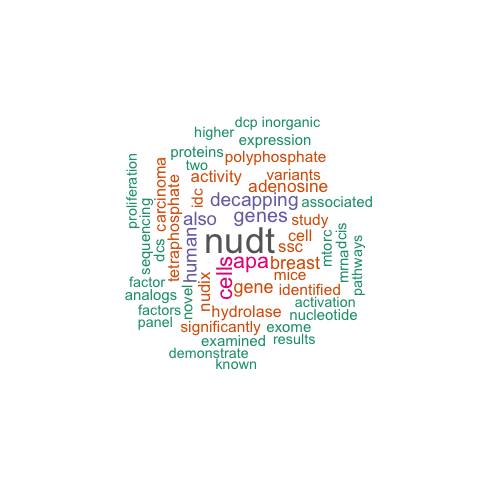 dcp inorganic
higher expression
proteins polyphosphate
two
activity variants
adenosine
idc decapping associated
also genes study
nudt cell
ssc
apa breast
cells mice
gene identified
activation
hydrolase nucleotide
significantly exome
examined results
demonstrate
known
proliferation
sequencing
dcs
carcinoma
tetraphosphate
human
novel
nudix
factor
analogs
factors
panel
mtorc
mrna
dcis
pathways